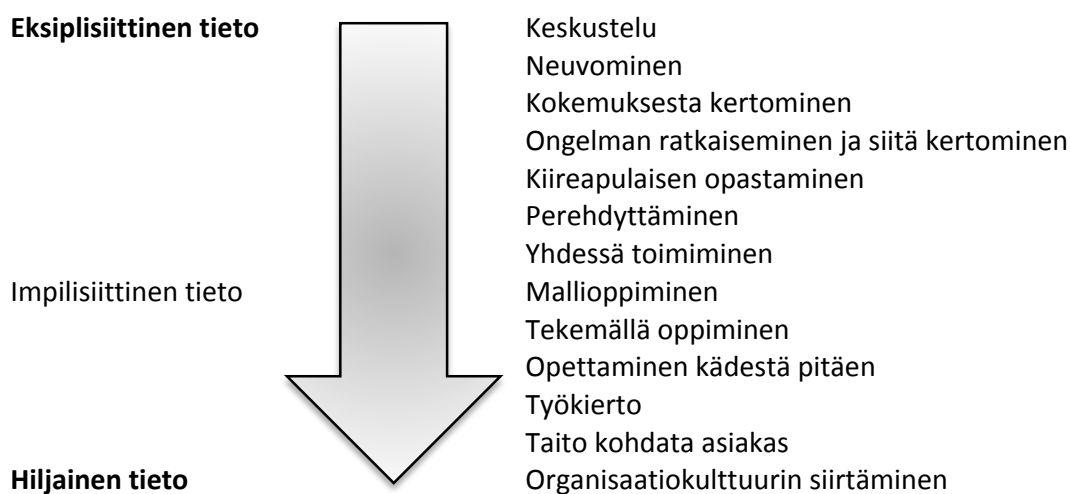 Eksiplisiittinen tieto Keskustelu
Neuvominen
Kokemuksesta kertominen
Ongelman ratkaiseminen ja siitä kertominen
Kiireapulaisen opastaminen
Perehdyttäminen
Yhdessä toimiminen
Impilisiittinen tieto Mallioppiminen
Tekemällä oppiminen
Opettaminen kädestä pitäen
Työkierto
Taito kohdata asiakas
Hiljainen tieto Organisaatiokulttuurin siirtäminen